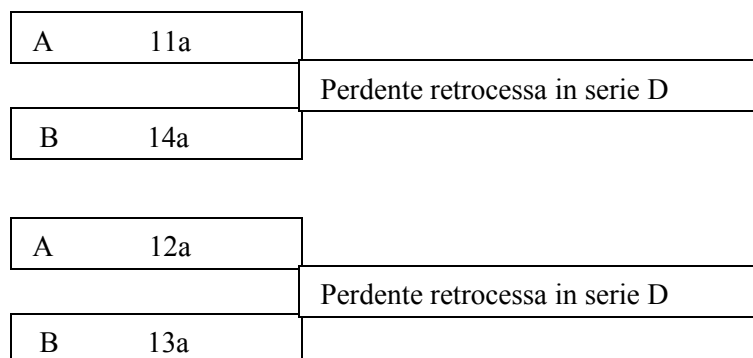 A 11a
Perdente retrocessa in serie D
B 14a
A 12a
Perdente retrocessa in serie D
B 13a